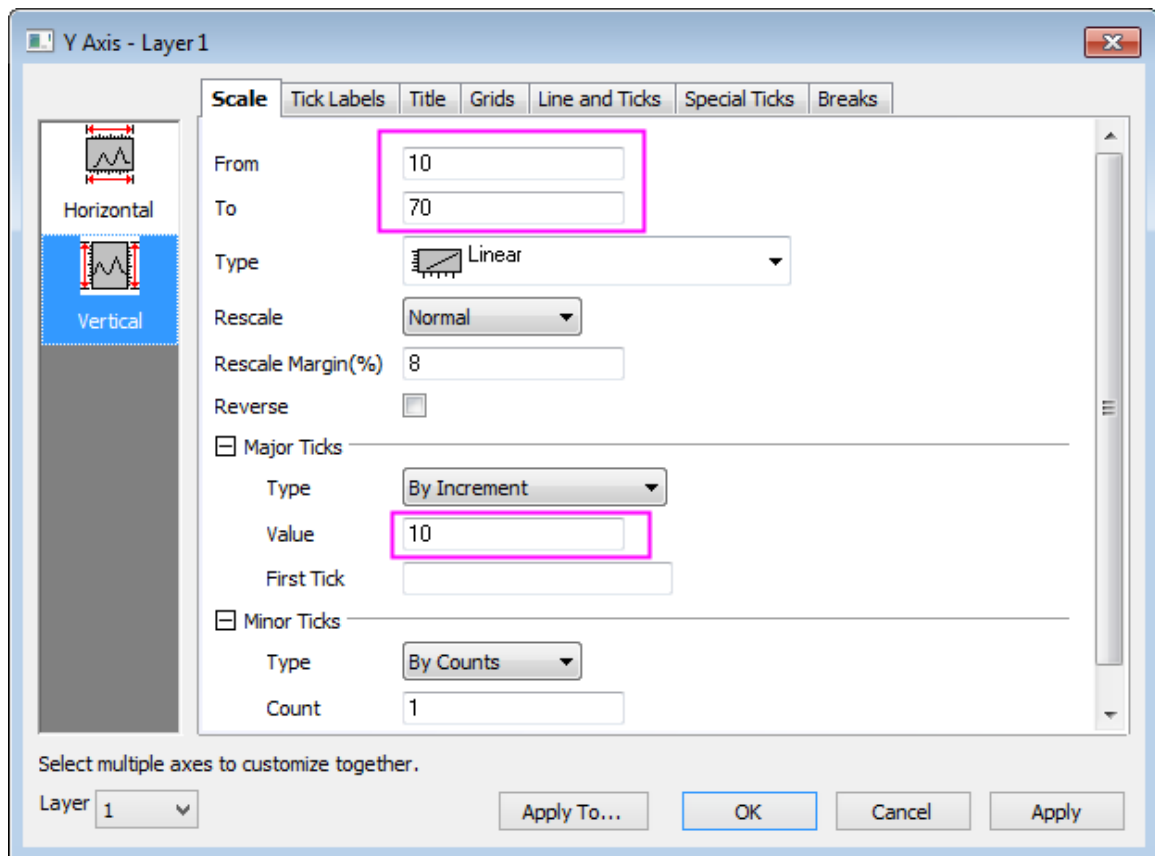 Y Axis - Layer 1
Scale Tick Labels Title Grids Line and Ticks Special Ticks Breaks
Horizontal
Vertical
From 10
To 70
Type Linear
Rescale Normal
Rescale Margin(%) 8
Reverse
Major Ticks
Type By Increment
Value 10
First Tick
Minor Ticks
Type By Counts
Count 1
Select multiple axes to customize together.
Layer 1 Apply To... OK Cancel Apply